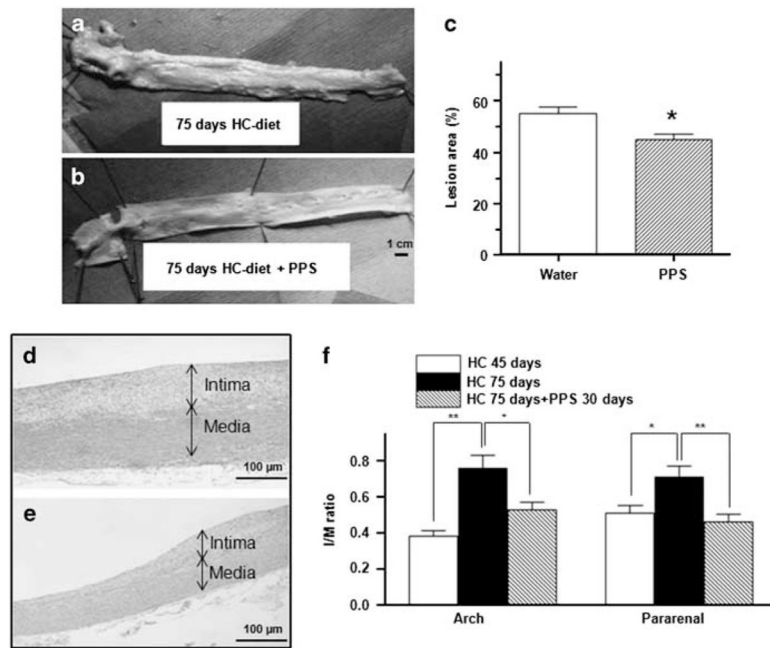 a
75 days HC-diet
b
75 days HC-diet + PPS
1 cm
c
Lesion area (%)
60
40
20
0
*
Water
PPS
d
Intima
Media
100 µm
e
Intima
Media
100 µm
f
HC 45 days
HC 75 days
HC 75 days+PPS 30 days
I/M ratio
0.8
0.6
0.4
0.2
0.0
**
*
*
**
Arch
Pararenal